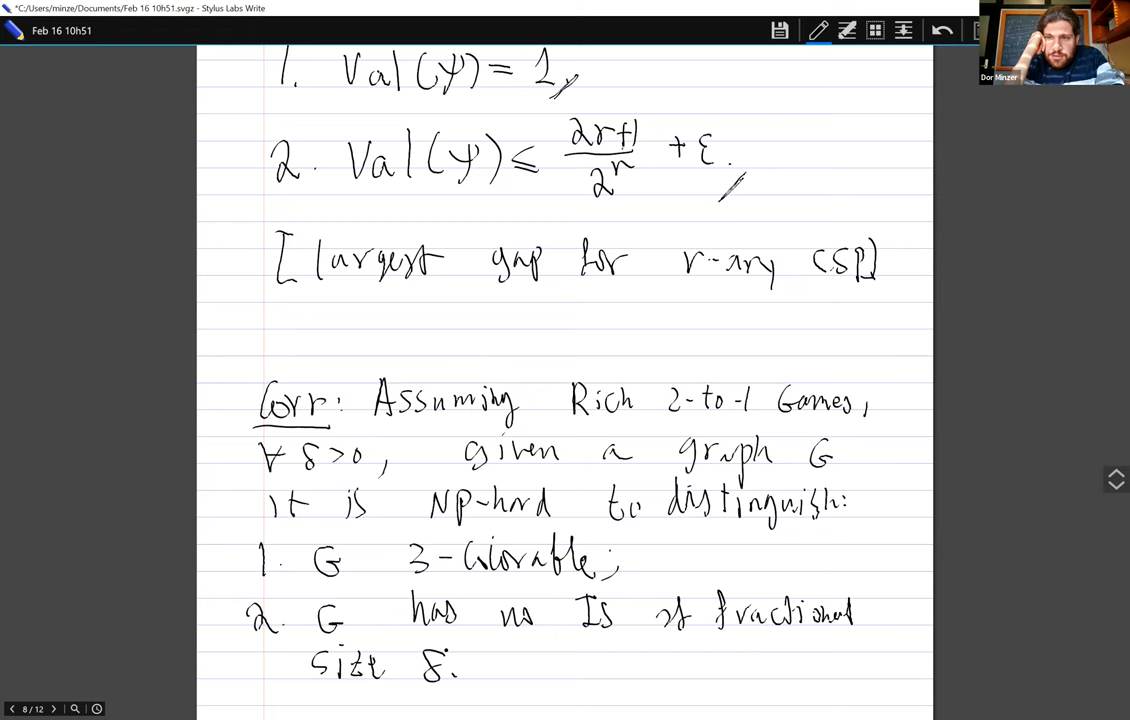 *C:/Users/minze/Documents/Feb 16 10h51.svgz - Stylus Labs Write
Feb 16 10h51
Dor Minzer
1. Val(Ψ) = 1,
2. Val(Ψ) ≤ 2r+1/2^r + ε.
[largest gap for r-ary CSP]
Corr: Assuming Rich 2-to-1 Games,
∀ δ>0, given a graph G
it is NP-hard to distinguish:
1. G 3-Colorable;
2. G has no IS of fractional
size δ.
8 / 12